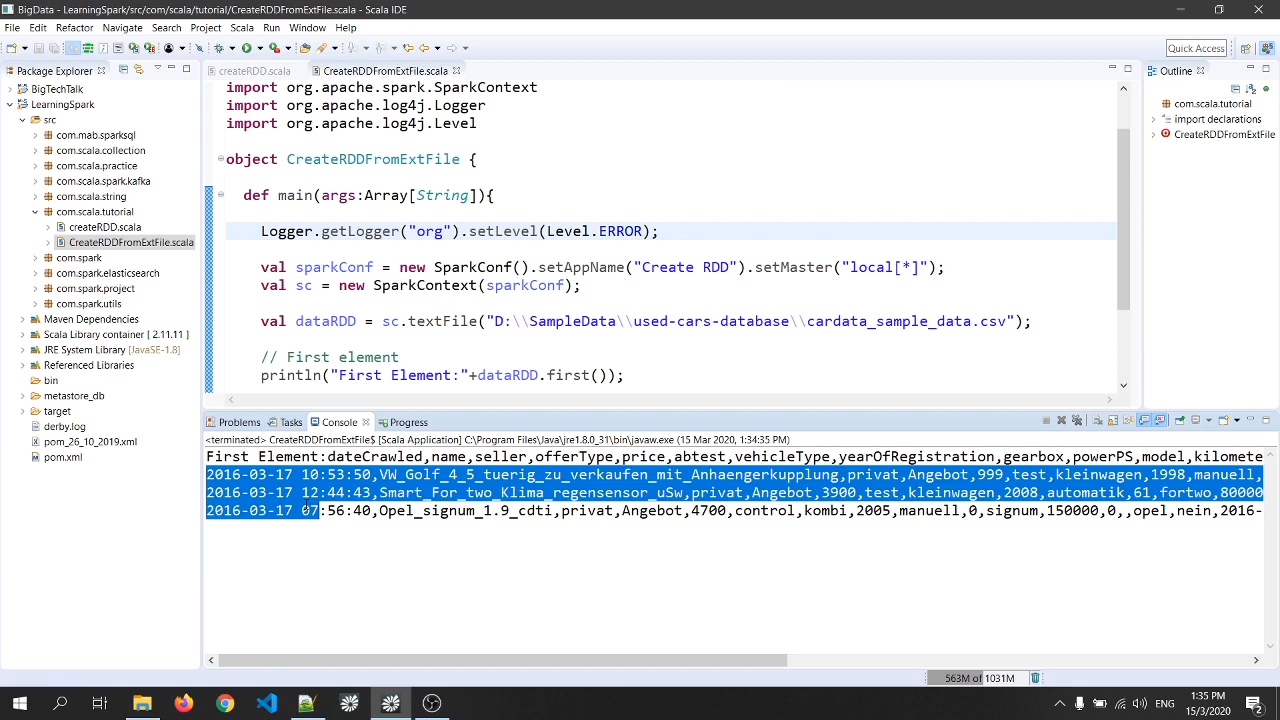 BigData - LearningSpark/src/com/scala/tutorial/CreateRDDFromExtFile.scala - Scala IDE
File Edit Refactor Navigate Search Project Scala Run Window Help
Quick Access
Package Explorer
BigTechTalk
LearningSpark
src
com.mab.sparksql
com.scala.collection
com.scala.practice
com.scala.spark.kafka
com.scala.string
com.scala.tutorial
createRDD.scala
CreateRDDFromExtFile.scala
com.spark
com.spark.elasticsearch
com.spark.project
com.spark.utils
Maven Dependencies
Scala Library container [ 2.11.11 ]
JRE System Library [JavaSE-1.8]
Referenced Libraries
bin
metastore_db
target
derby.log
pom_26_10_2019.xml
pom.xml
createRDD.scala CreateRDDFromExtFile.scala
import org.apache.spark.SparkContext
import org.apache.log4j.Logger
import org.apache.log4j.Level
object CreateRDDFromExtFile {
def main(args:Array[String]){
Logger.getLogger("org").setLevel(Level.ERROR);
val sparkConf = new SparkConf().setAppName("Create RDD").setMaster("local[*]");
val sc = new SparkContext(sparkConf);
val dataRDD = sc.textFile("D:\\SampleData\\used-cars-database\\cardata_sample_data.csv");
// First element
println("First Element:"+dataRDD.first());
Outline
com.scala.tutorial
import declarations
CreateRDDFromExtFile
Problems Tasks Console Progress
<terminated> CreateRDDFromExtFile$ [Scala Application] C:\Program Files\Java\jre1.8.0_31\bin\javaw.exe (15 Mar 2020, 1:34:35 PM)
First Element:dateCrawled,name,seller,offerType,price,abtest,vehicleType,yearOfRegistration,gearbox,powerPS,model,kilomete
2016-03-17 10:53:50,VW_Golf_4_5_tuerig_zu_verkaufen_mit_Anhaengerkupplung,privat,Angebot,999,test,kleinwagen,1998,manuell,
2016-03-17 12:44:43,Smart_For_two_Klima_regensensor_uSw,privat,Angebot,3900,test,kleinwagen,2008,automatik,61,fortwo,80000
2016-03-17 07:56:40,Opel_signum_1.9_cdti,privat,Angebot,4700,control,kombi,2005,manuell,0,signum,150000,0,,opel,nein,2016-
563M of 1031M
ENG
1:35 PM
15/3/2020
2